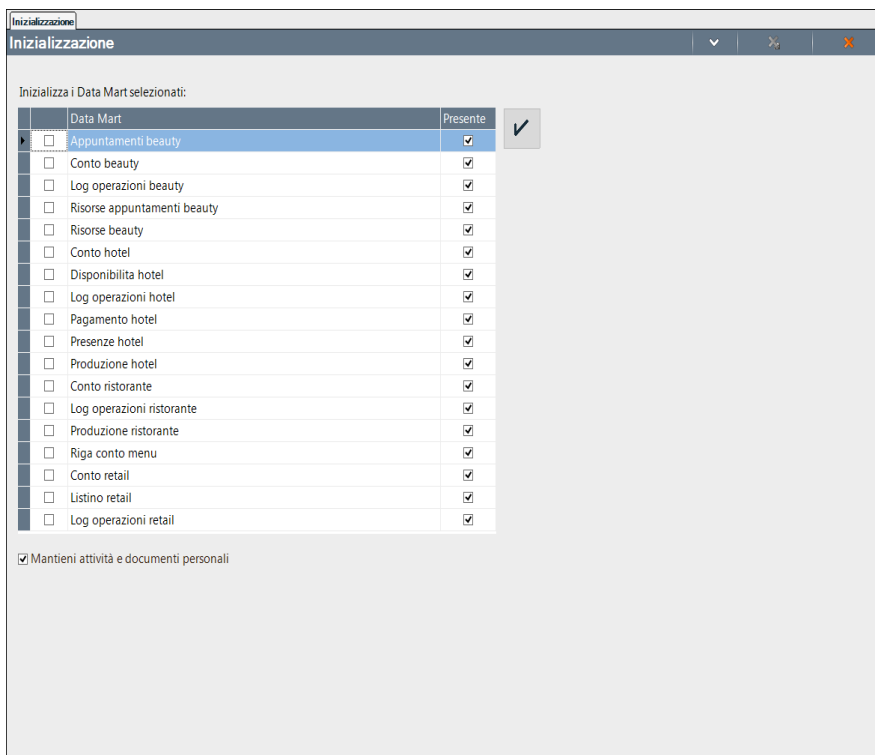 Inizializzazione
Inizializzazione
Inizializza i Data Mart selezionati:
Data Mart Presente
Appuntamenti beauty
Conto beauty
Log operazioni beauty
Risorse appuntamenti beauty
Risorse beauty
Conto hotel
Disponibilita hotel
Log operazioni hotel
Pagamento hotel
Presenze hotel
Produzione hotel
Conto ristorante
Log operazioni ristorante
Produzione ristorante
Riga conto menu
Conto retail
Listino retail
Log operazioni retail
Mantieni attività e documenti personali